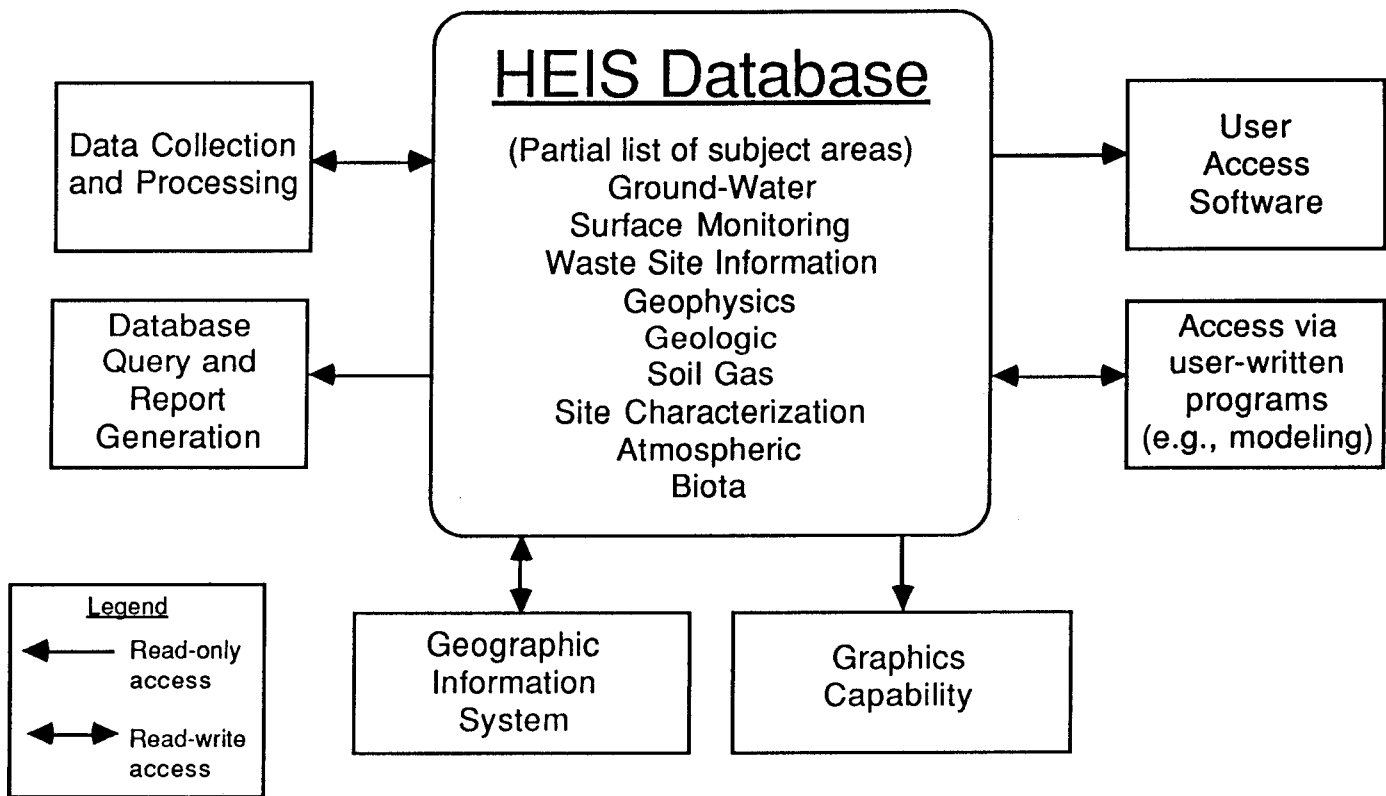 HEIS Database
(Partial list of subject areas)
Ground-Water
Surface Monitoring
Waste Site Information
Geophysics
Geologic
Soil Gas
Site Characterization
Atmospheric
Biota
Data Collection
and Processing
Database
Query and
Report
Generation
User
Access
Software
Access via
user-written
programs
(e.g., modeling)
Geographic
Information
System
Graphics
Capability
Legend
Read-only
access
Read-write
access